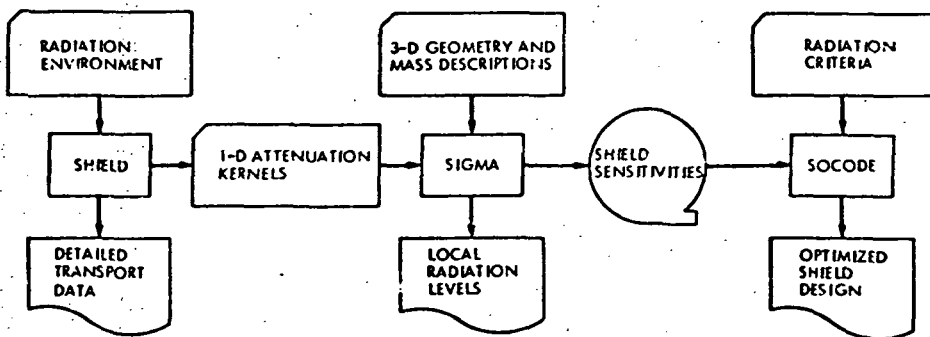 RADIATION
ENVIRONMENT
3-D GEOMETRY AND
MASS DESCRIPTIONS
RADIATION
CRITERIA
SHIELD
1-D ATTENUATION
KERNELS
SIGMA
SHIELD
SENSITIVITIES
SOCODE
DETAILED
TRANSPORT
DATA
LOCAL
RADIATION
LEVELS
OPTIMIZED
SHIELD
DESIGN